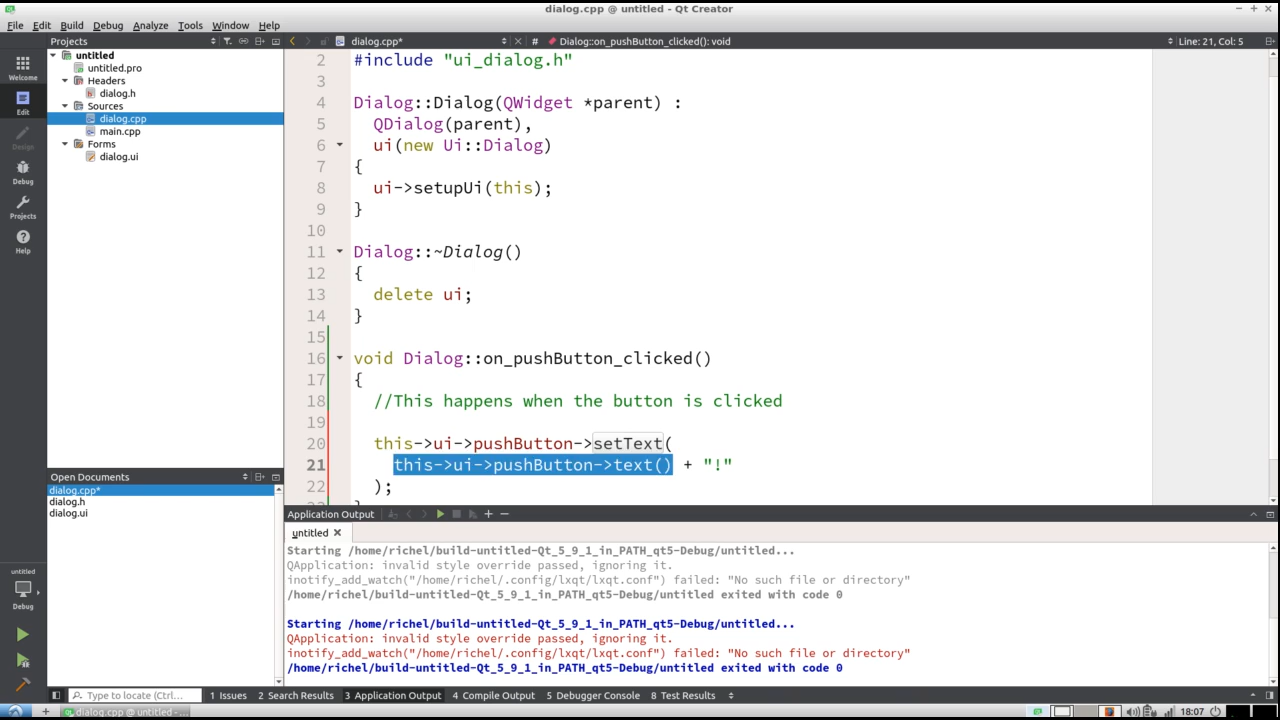 dialog.cpp @ untitled - Qt Creator
File Edit Build Debug Analyze Tools Window Help
Projects
dialog.cpp*
# Dialog::on_pushButton_clicked(): void
Line: 21, Col: 5
Welcome
Edit
Design
Debug
Projects
Help
untitled
untitled.pro
Headers
dialog.h
Sources
dialog.cpp
main.cpp
Forms
dialog.ui
2 #include "ui_dialog.h"
3
4 Dialog::Dialog(QWidget *parent) :
5 QDialog(parent),
6 ui(new Ui::Dialog)
7 {
8 ui->setupUi(this);
9 }
10
11 Dialog::~Dialog()
12 {
13 delete ui;
14 }
15
16 void Dialog::on_pushButton_clicked()
17 {
18 //This happens when the button is clicked
19
20 this->ui->pushButton->setText(
21 this->ui->pushButton->text() + "!"
22 );
Open Documents
dialog.cpp*
dialog.h
dialog.ui
Application Output
untitled
Starting /home/richel/build-untitled-Qt_5_9_1_in_PATH_qt5-Debug/untitled...
QApplication: invalid style override passed, ignoring it.
inotify_add_watch("/home/richel/.config/lxqt/lxqt.conf") failed: "No such file or directory"
/home/richel/build-untitled-Qt_5_9_1_in_PATH_qt5-Debug/untitled exited with code 0
Starting /home/richel/build-untitled-Qt_5_9_1_in_PATH_qt5-Debug/untitled...
QApplication: invalid style override passed, ignoring it.
inotify_add_watch("/home/richel/.config/lxqt/lxqt.conf") failed: "No such file or directory"
/home/richel/build-untitled-Qt_5_9_1_in_PATH_qt5-Debug/untitled exited with code 0
untitled
Debug
Type to locate (Ctrl...
1 Issues 2 Search Results 3 Application Output 4 Compile Output 5 Debugger Console 8 Test Results
dialog.cpp @ untitled -...
18:07